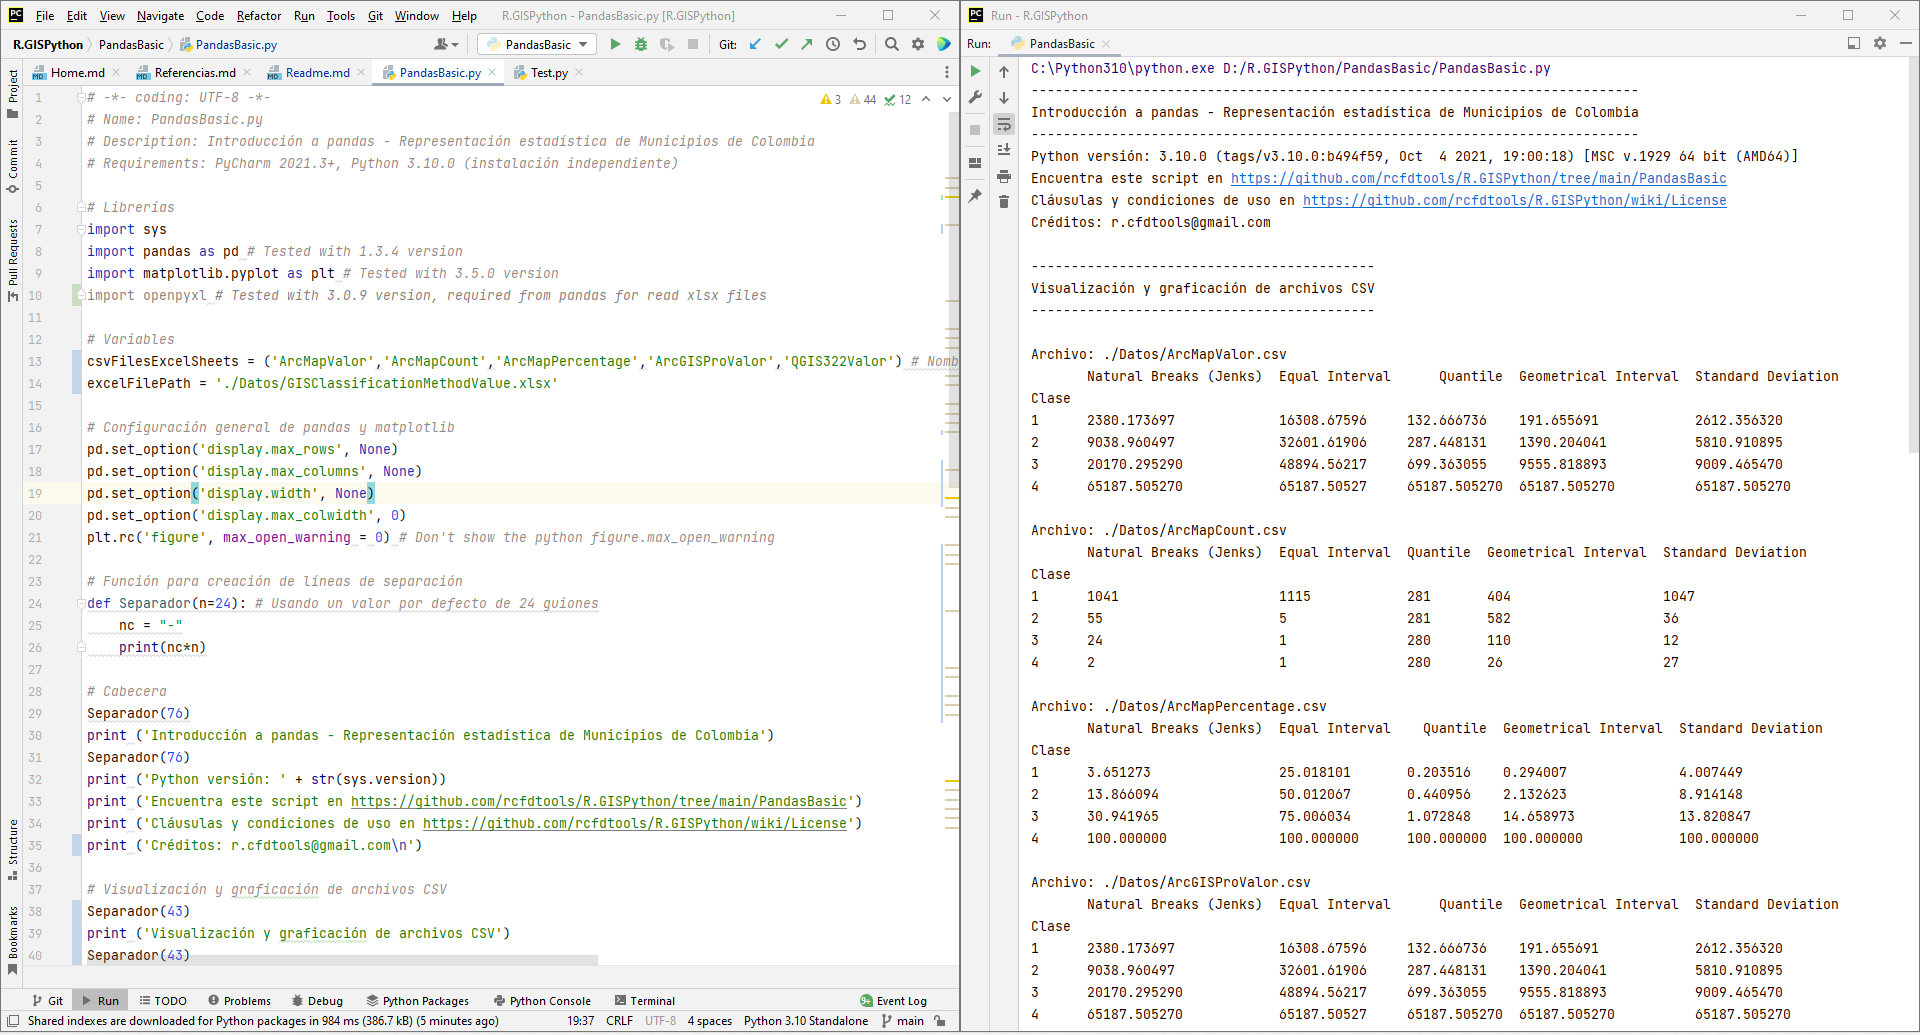 File Edit View Navigate Code Refactor Run Tools Git Window Help R.GISPython - PandasBasic.py [R.GISPython]
R.GISPython PandasBasic PandasBasic.py PandasBasic Git:
Home.md Referencias.md Readme.md PandasBasic.py Test.py
Project
Commit
Pull Requests
Structure
Bookmarks
3 44 12
1 # -*- coding: UTF-8 -*-
2 # Name: PandasBasic.py
3 # Description: Introducción a pandas - Representación estadística de Municipios de Colombia
4 # Requirements: PyCharm 2021.3+, Python 3.10.0 (instalación independiente)
5
6 # Librerías
7 import sys
8 import pandas as pd # Tested with 1.3.4 version
9 import matplotlib.pyplot as plt # Tested with 3.5.0 version
10 import openpyxl # Tested with 3.0.9 version, required from pandas for read xlsx files
11
12 # Variables
13 csvFilesExcelSheets = ('ArcMapValor','ArcMapCount','ArcMapPercentage','ArcGISProValor','QGIS322Valor') # Nomb
14 excelFilePath = './Datos/GISClassificationMethodValue.xlsx'
15
16 # Configuración general de pandas y matplotlib
17 pd.set_option('display.max_rows', None)
18 pd.set_option('display.max_columns', None)
19 pd.set_option('display.width', None)
20 pd.set_option('display.max_colwidth', 0)
21 plt.rc('figure', max_open_warning = 0) # Don't show the python figure.max_open_warning
22
23 # Función para creación de líneas de separación
24 def Separador(n=24): # Usando un valor por defecto de 24 guiones
25 nc = "-"
26 print(nc*n)
27
28 # Cabecera
29 Separador(76)
30 print ('Introducción a pandas - Representación estadística de Municipios de Colombia')
31 Separador(76)
32 print ('Python versión: ' + str(sys.version))
33 print ('Encuentra este script en https://github.com/rcfdtools/R.GISPython/tree/main/PandasBasic')
34 print ('Cláusulas y condiciones de uso en https://github.com/rcfdtools/R.GISPython/wiki/License')
35 print ('Créditos: r.cfdtools@gmail.com\n')
36
37 # Visualización y graficación de archivos CSV
38 Separador(43)
39 print ('Visualización y graficación de archivos CSV')
40 Separador(43)
Git Run TODO Problems Debug Python Packages Python Console Terminal 9+ Event Log
Shared indexes are downloaded for Python packages in 984 ms (386.7 kB) (5 minutes ago) 19:37 CRLF UTF-8 4 spaces Python 3.10 Standalone main
Run - R.GISPython
Run: PandasBasic
C:\Python310\python.exe D:/R.GISPython/PandasBasic/PandasBasic.py
----------------------------------------------------------------------------
Introducción a pandas - Representación estadística de Municipios de Colombia
----------------------------------------------------------------------------
Python versión: 3.10.0 (tags/v3.10.0:b494f59, Oct  4 2021, 19:00:18) [MSC v.1929 64 bit (AMD64)]
Encuentra este script en https://github.com/rcfdtools/R.GISPython/tree/main/PandasBasic
Cláusulas y condiciones de uso en https://github.com/rcfdtools/R.GISPython/wiki/License
Créditos: r.cfdtools@gmail.com
-------------------------------------------
Visualización y graficación de archivos CSV
-------------------------------------------
Archivo: ./Datos/ArcMapValor.csv
Natural Breaks (Jenks) Equal Interval Quantile Geometrical Interval Standard Deviation
Clase
1 2380.173697 16308.67596 132.666736 191.655691 2612.356320
2 9038.960497 32601.61906 287.448131 1390.204041 5810.910895
3 20170.295290 48894.56217 699.363055 9555.818893 9009.465470
4 65187.505270 65187.50527 65187.505270 65187.505270 65187.505270
Archivo: ./Datos/ArcMapCount.csv
Natural Breaks (Jenks) Equal Interval Quantile Geometrical Interval Standard Deviation
Clase
1 1041 1115 281 404 1047
2 55 5 281 582 36
3 24 1 280 110 12
4 2 1 280 26 27
Archivo: ./Datos/ArcMapPercentage.csv
Natural Breaks (Jenks) Equal Interval Quantile Geometrical Interval Standard Deviation
Clase
1 3.651273 25.018101 0.203516 0.294007 4.007449
2 13.866094 50.012067 0.440956 2.132623 8.914148
3 30.941965 75.006034 1.072848 14.658973 13.820847
4 100.000000 100.000000 100.000000 100.000000 100.000000
Archivo: ./Datos/ArcGISProValor.csv
Natural Breaks (Jenks) Equal Interval Quantile Geometrical Interval Standard Deviation
Clase
1 2380.173697 16308.67596 132.666736 191.655691 2612.356320
2 9038.960497 32601.61906 287.448131 1390.204041 5810.910895
3 20170.295290 48894.56217 699.363055 9555.818893 9009.465470
4 65187.505270 65187.50527 65187.505270 65187.505270 65187.505270